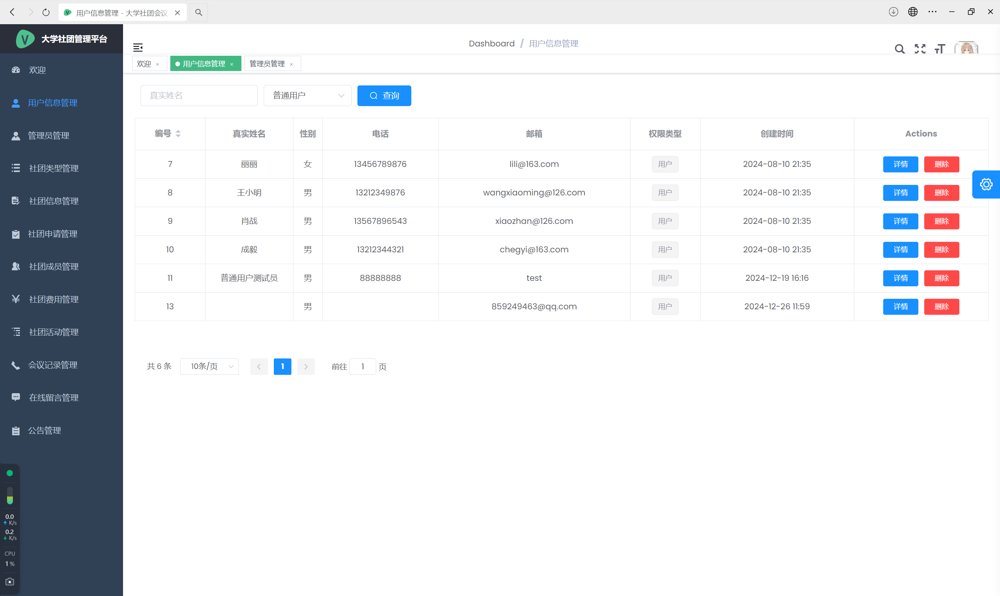 用户信息管理 - 大学社团会议
大学社团管理平台
Dashboard / 用户信息管理
欢迎 × 用户信息管理 × 管理员管理 ×
欢迎
用户信息管理
管理员管理
社团类型管理
社团信息管理
社团申请管理
社团成员管理
社团费用管理
社团活动管理
会议记录管理
在线留言管理
公告管理
真实姓名 普通用户 查询
编号 真实姓名 性别 电话 邮箱 权限类型 创建时间 Actions
7 丽丽 女 13456789876 lili@163.com 用户 2024-08-10 21:35 详情 删除
8 王小明 男 13212349876 wangxiaoming@126.com 用户 2024-08-10 21:35 详情 删除
9 肖战 男 13567896543 xiaozhan@126.com 用户 2024-08-10 21:35 详情 删除
10 成毅 男 13212344321 chegyi@163.com 用户 2024-08-10 21:35 详情 删除
11 普通用户测试员 男 88888888 test 用户 2024-12-19 16:16 详情 删除
13 男 859249463@qq.com 用户 2024-12-26 11:59 详情 删除
共 6 条 10条/页 1 前往 1 页
0.0
K/s
0.2
K/s
CPU
1 %